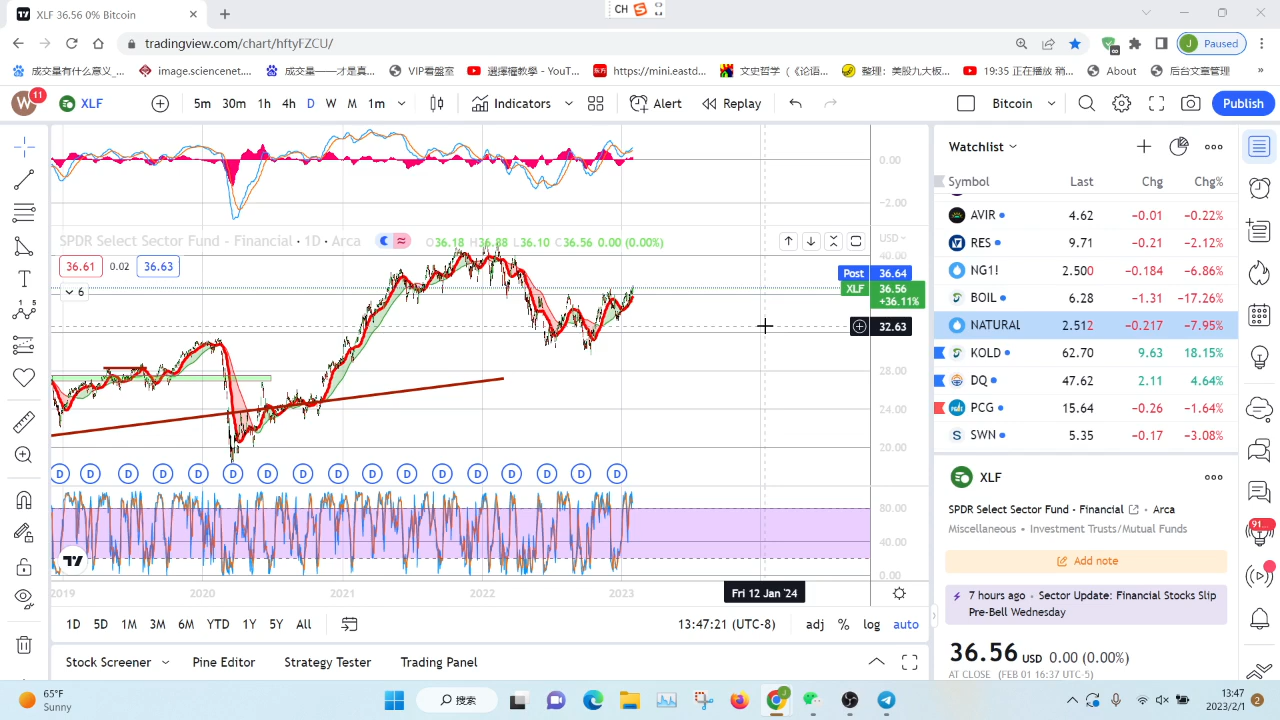 XLF 36.56 0% Bitcoin
CH
tradingview.com/chart/hftyFZCU/
J Paused
成交量有什么意义_...
image.sciencenet....
成交量——才是真...
VIP看盤室
選擇權教學 - YouT...
https://mini.eastd...
文史哲学（《论语...
整理：美股九大板...
19:35 正在播放 稍...
About
后台文章管理
»
W 11 XLF 5m 30m 1h 4h D W M 1m Indicators Alert Replay Bitcoin Publish
0.00
−2.00
SPDR Select Sector Fund - Financial · 1D · Arca O36.18 H36.88 L36.10 C36.56 0.00 (0.00%)
USD
40.00
36.61 0.02 36.63
6
Post 36.64
XLF 36.56
+36.11%
32.63
28.00
24.00
20.00
D D D D D D D D D D D D D D D D D
80.00
40.00
0.00
2019 2020 2021 2022 2023 Fri 12 Jan '24
1D 5D 1M 3M 6M YTD 1Y 5Y All 13:47:21 (UTC-8) adj % log auto
Stock Screener Pine Editor Strategy Tester Trading Panel
Watchlist
Symbol Last Chg Chg%
AVIR 4.62 −0.01 −0.22%
RES 9.71 −0.21 −2.12%
NG1! 2.500 −0.184 −6.86%
BOIL 6.28 −1.31 −17.26%
NATURAL 2.512 −0.217 −7.95%
KOLD 62.70 9.63 18.15%
DQ 47.62 2.11 4.64%
PCG 15.64 −0.26 −1.64%
SWN 5.35 −0.17 −3.08%
XLF
SPDR Select Sector Fund - Financial • Arca
Miscellaneous • Investment Trusts/Mutual Funds
Add note
7 hours ago • Sector Update: Financial Stocks Slip
Pre-Bell Wednesday
36.56 USD 0.00 (0.00%)
AT CLOSE (FEB 01 16:37 UTC-5)
91...
65°F
Sunny
搜索
13:47
2023/2/1
2